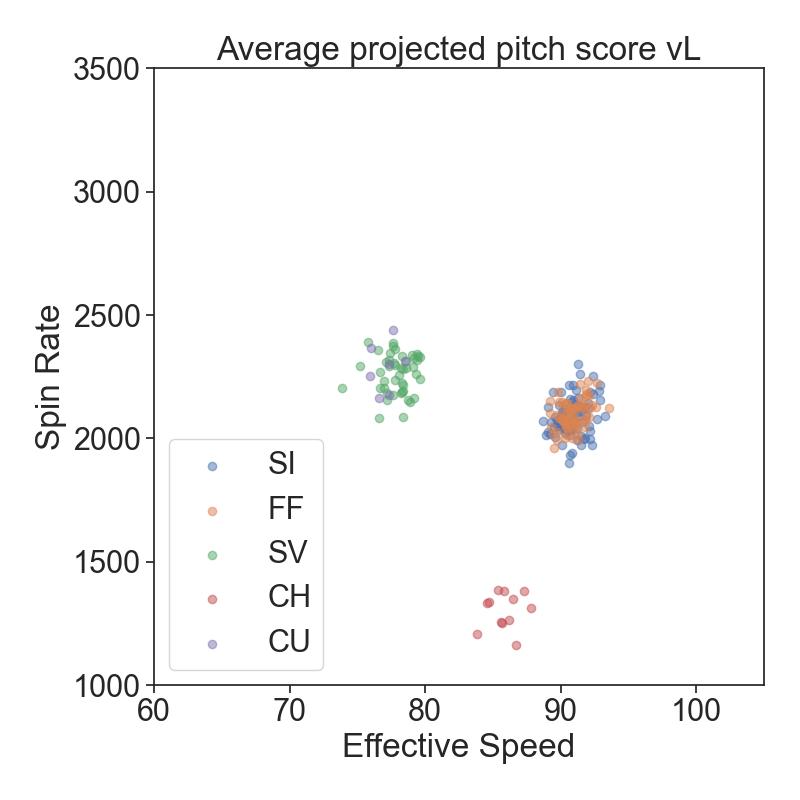 Average projected pitch score vL
3500
3000
2500
2000
1500
1000
Spin Rate
SI
FF
SV
CH
CU
60 70 80 90 100
Effective Speed